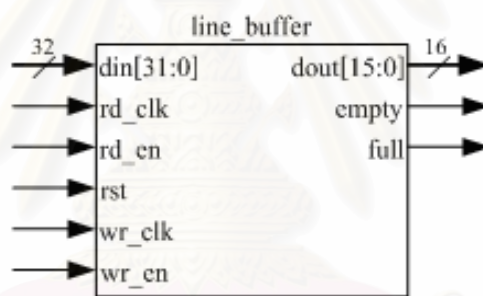 line_buffer
32 din[31:0] dout[15:0] 16
rd_clk empty
rd_en full
rst
wr_clk
wr_en